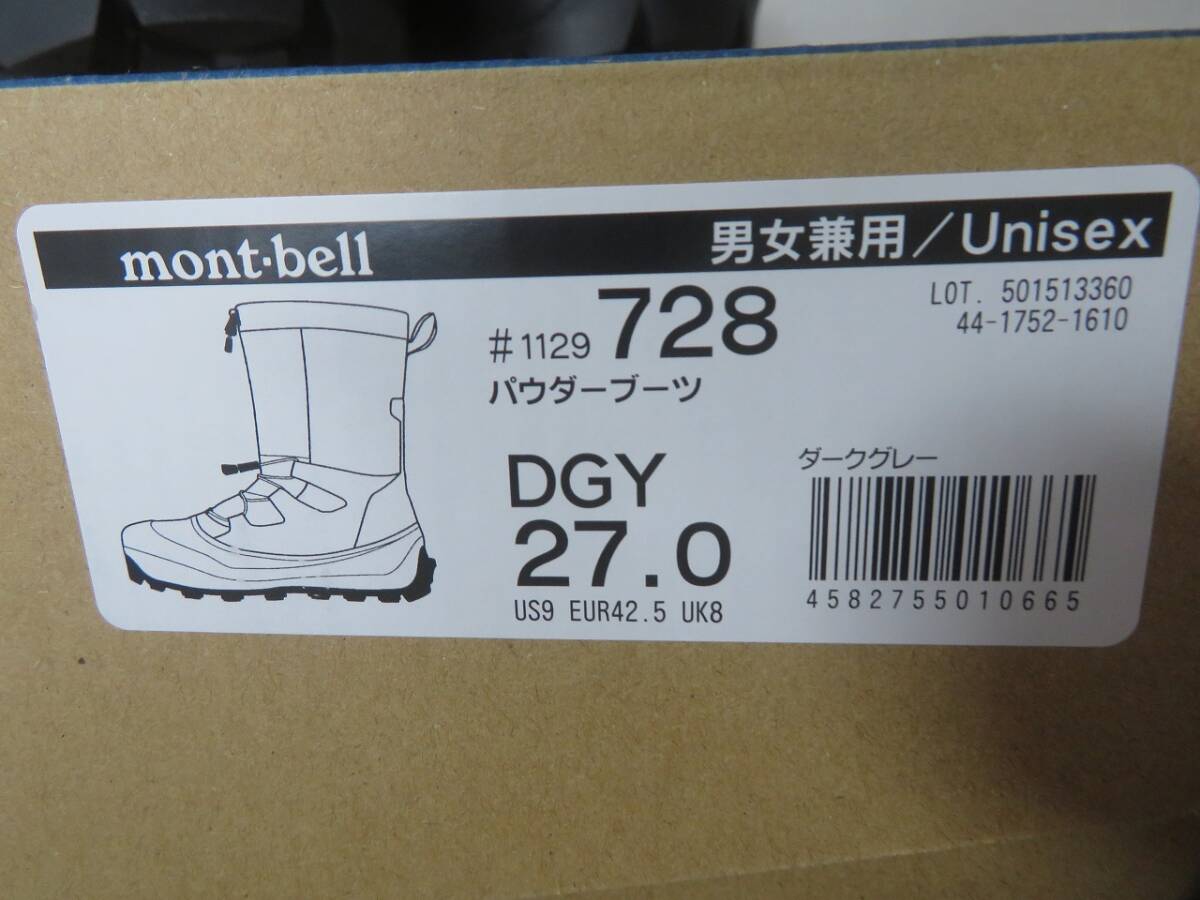 mont·bell 男女兼用/Unisex
#1129 728
LOT. 501513360
44-1752-1610
パウダーブーツ
DGY
27.0
US9 EUR42.5 UK8
ダークグレー
4582755010665